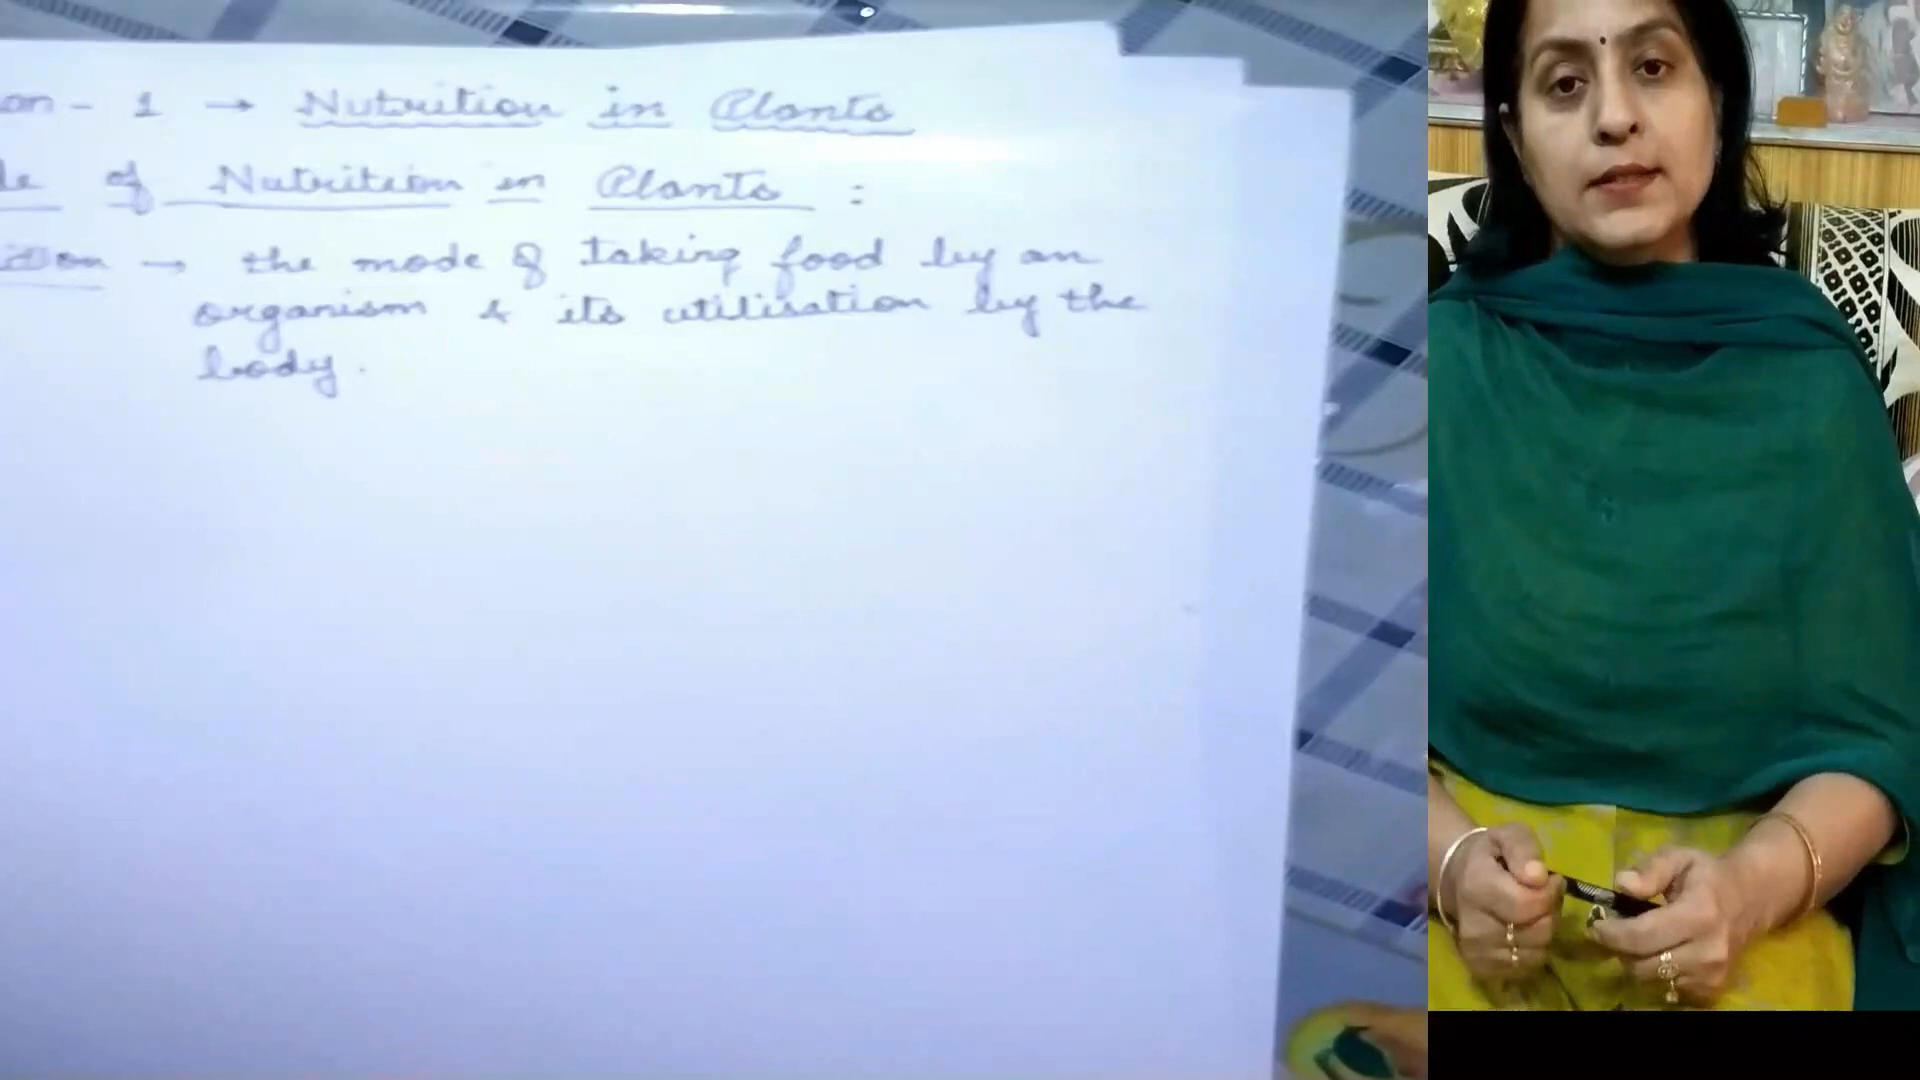 on - 1 → Nutrition in Plants
de of Nutrition in Plants :
ition → the mode of taking food by an
organism & its utilisation by the
body.